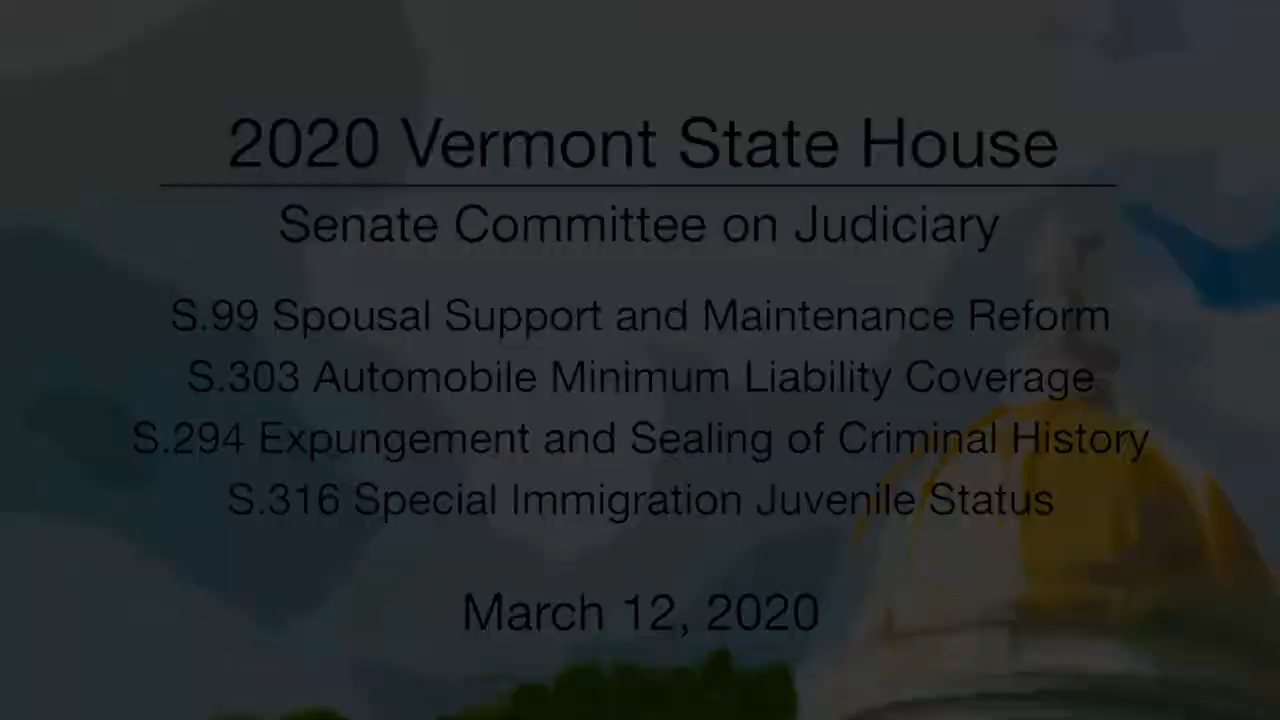 2020 Vermont State House
Senate Committee on Judiciary
S.99 Spousal Support and Maintenance Reform
S.303 Automobile Minimum Liability Coverage
S.294 Expungement and Sealing of Criminal History
S.316 Special Immigration Juvenile Status
March 12, 2020